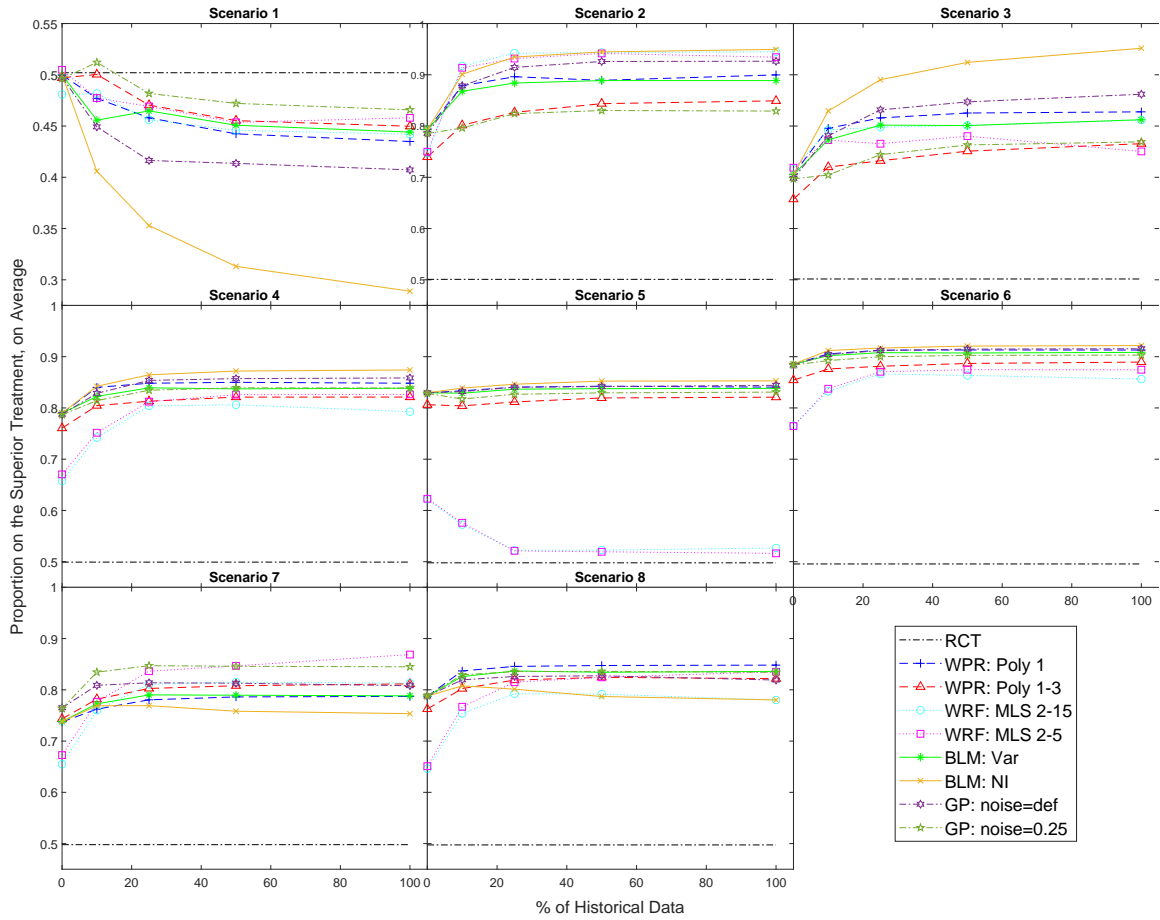 Scenario 1
Scenario 2
Scenario 3
0.55
0.5
0.45
0.4
0.35
0.3
1
0.9
0.8
0.7
0.6
0.5
Scenario 4
Scenario 5
Scenario 6
1
0.9
0.8
0.7
0.6
0.5
Proportion on the Superior Treatment, on Average
0 20 40 60 80 100
Scenario 7
Scenario 8
1
0.9
0.8
0.7
0.6
0.5
0 20 40 60 80 100
0 20 40 60 80 100
% of Historical Data
RCT
WPR: Poly 1
WPR: Poly 1-3
WRF: MLS 2-15
WRF: MLS 2-5
BLM: Var
BLM: NI
GP: noise=def
GP: noise=0.25